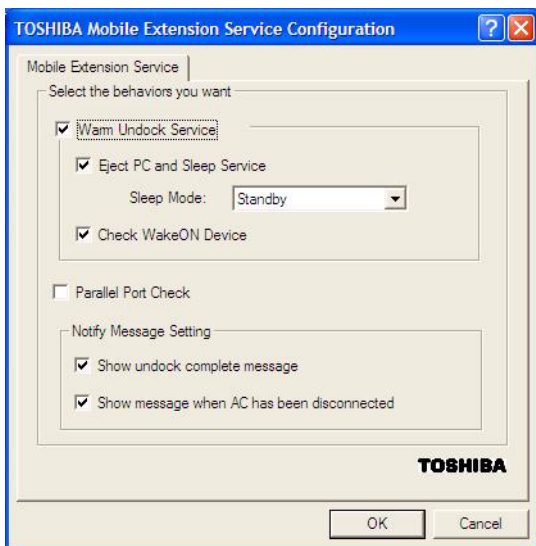 TOSHIBA Mobile Extension Service Configuration
Mobile Extension Service
Select the behaviors you want
Warm Undock Service
Eject PC and Sleep Service
Sleep Mode: Standby
Check WakeON Device
Parallel Port Check
Notify Message Setting
Show undock complete message
Show message when AC has been disconnected
TOSHIBA
OK Cancel